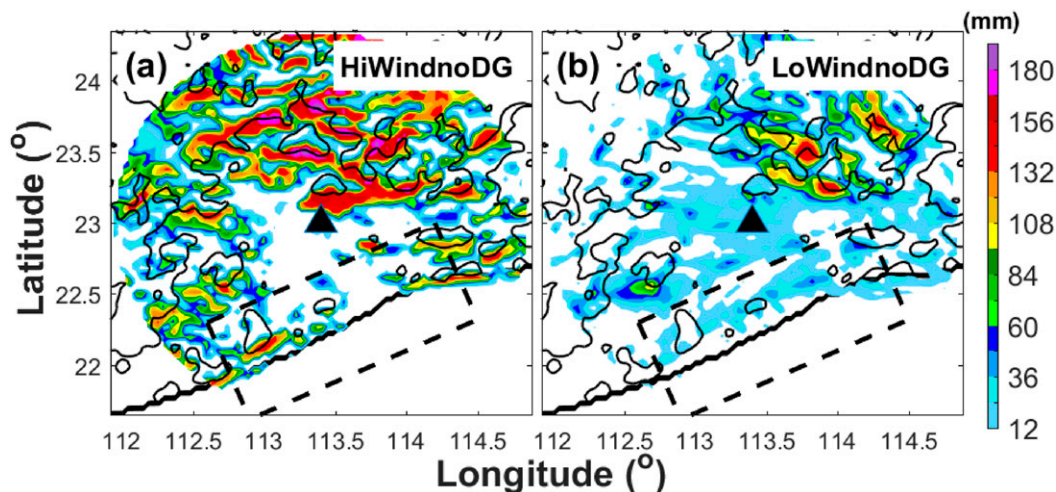 (mm)
(a)
HiWindnoDG
(b)
LoWindnoDG
180
156
132
108
84
60
36
12
Latitude (o)
24
23.5
23
22.5
22
112 112.5 113 113.5 114 114.5
112 112.5 113 113.5 114 114.5
Longitude (o)